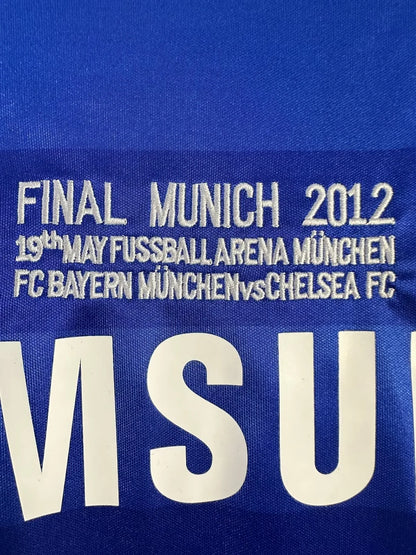 FINAL MUNICH 2012
19th MAY FUSSBALL ARENA MÜNCHEN
FC BAYERN MÜNCHEN vs CHELSEA FC
MSU